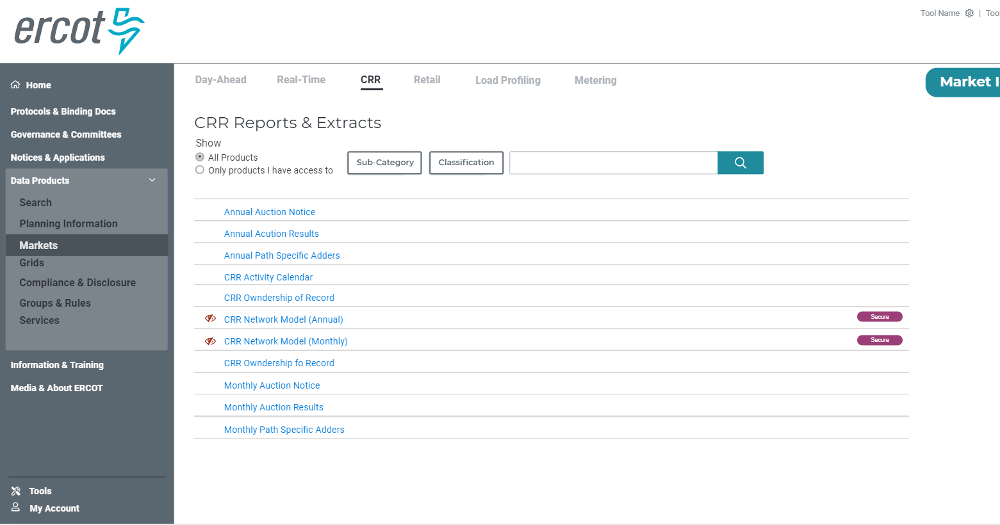 ercot
Tool Name | Too
Home
Protocols & Binding Docs
Governance & Committees
Notices & Applications
Data Products
Search
Planning Information
Markets
Grids
Compliance & Disclosure
Groups & Rules
Services
Information & Training
Media & About ERCOT
Tools
My Account
Day-Ahead Real-Time CRR Retail Load Profiling Metering
Market I
CRR Reports & Extracts
Show
All Products
Only products I have access to
Sub-Category Classification
Annual Auction Notice
Annual Acution Results
Annual Path Specific Adders
CRR Activity Calendar
CRR Owndership of Record
CRR Network Model (Annual) Secure
CRR Network Model (Monthly) Secure
CRR Owndership fo Record
Monthly Auction Notice
Monthly Auction Results
Monthly Path Specific Adders